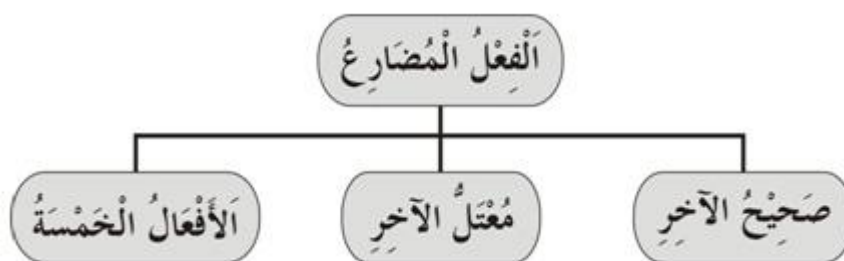 اَلْفِعْلُ الْمُضَارِعُ
صَحِيْحُ الآخِرِ
مُعْتَلُّ الآخِرِ
اَلأَفْعَالُ الْخَمْسَةُ